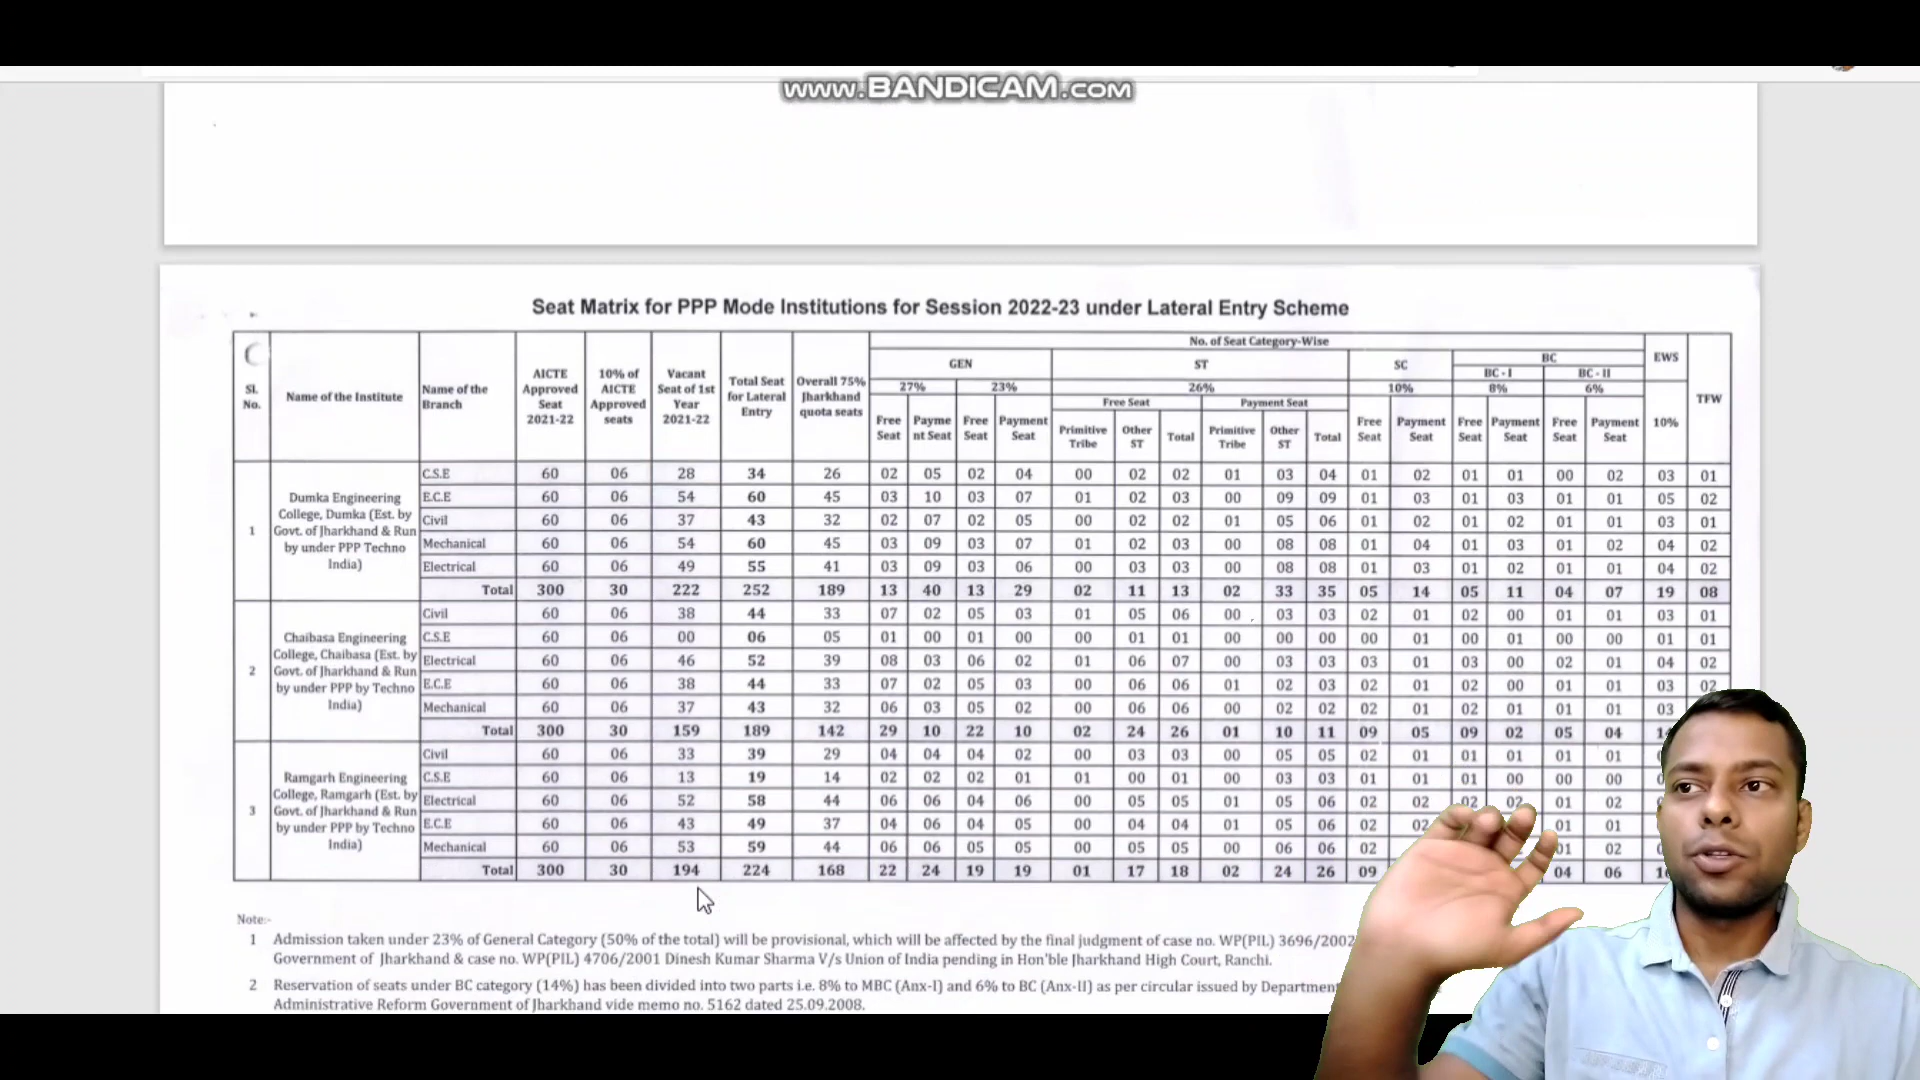 www.BANDICAM.com
Seat Matrix for PPP Mode Institutions for Session 2022-23 under Lateral Entry Scheme
Sl. No. Name of the Institute Name of the Branch AICTE Approved Seat 2021-22 10% of AICTE Approved seats Vacant Seat of 1st Year 2021-22 Total Seat for Lateral Entry Overall 75% Jharkhand quota seats No. of Seat Category-Wise
GEN ST SC BC EWS TFW
BC - I BC - II
27% 23% 26% 10% 8% 6% 10%
Free Seat Payment Seat
Free Seat Payme nt Seat Free Seat Payment Seat Primitive Tribe Other ST Total Primitive Tribe Other ST Total Free Seat Payment Seat Free Seat Payment Seat Free Seat Payment Seat
1 Dumka Engineering College, Dumka (Est. by Govt. of Jharkhand & Run by under PPP Techno India)
C.S.E 60 06 28 34 26 02 05 02 04 00 02 02 01 03 04 01 02 01 01 00 02 03 01
E.C.E 60 06 54 60 45 03 10 03 07 01 02 03 00 09 09 01 03 01 03 01 01 05 02
Civil 60 06 37 43 32 02 07 02 05 00 02 02 01 05 06 01 02 01 02 01 01 03 01
Mechanical 60 06 54 60 45 03 09 03 07 01 02 03 00 08 08 01 04 01 03 01 02 04 02
Electrical 60 06 49 55 41 03 09 03 06 00 03 03 00 08 08 01 03 01 02 01 01 04 02
Total 300 30 222 252 189 13 40 13 29 02 11 13 02 33 35 05 14 05 11 04 07 19 08
2 Chaibasa Engineering College, Chaibasa (Est. by Govt. of Jharkhand & Run by under PPP by Techno India)
Civil 60 06 38 44 33 07 02 05 03 01 05 06 00 03 03 02 01 02 00 01 01 03 01
C.S.E 60 06 00 06 05 01 00 01 00 00 01 01 00 00 00 00 01 00 01 00 00 01 01
Electrical 60 06 46 52 39 08 03 06 02 01 06 07 00 03 03 03 01 03 00 02 01 04 02
E.C.E 60 06 38 44 33 07 02 05 03 00 06 06 01 02 03 02 01 02 00 01 01 03 02
Mechanical 60 06 37 43 32 06 03 05 02 00 06 06 00 02 02 02 01 02 01 01 01 03
Total 300 30 159 189 142 29 10 22 10 02 24 26 01 10 11 09 05 09 02 05 04
3 Ramgarh Engineering College, Ramgarh (Est. by Govt. of Jharkhand & Run by under PPP by Techno India)
Civil 60 06 33 39 29 04 04 04 02 00 03 03 00 05 05 02 01 01 01 01 01
C.S.E 60 06 13 19 14 02 02 02 01 01 00 01 00 03 03 01 01 01 00 00 00
Electrical 60 06 52 58 44 06 06 04 06 00 05 05 01 05 06 02 02 02 02 01 02
E.C.E 60 06 43 49 37 04 06 04 05 00 04 04 01 05 06 02 02 01 01
Mechanical 60 06 53 59 44 06 06 05 05 00 05 05 00 06 06 02 01 02
Total 300 30 194 224 168 22 24 19 19 01 17 18 02 24 26 09 04 06
Note:-
1 Admission taken under 23% of General Category (50% of the total) will be provisional, which will be affected by the final judgment of case no. WP(PIL) 3696/2002
Government of Jharkhand & case no. WP(PIL) 4706/2001 Dinesh Kumar Sharma V/s Union of India pending in Hon'ble Jharkhand High Court, Ranchi.
2 Reservation of seats under BC category (14%) has been divided into two parts i.e. 8% to MBC (Anx-I) and 6% to BC (Anx-II) as per circular issued by Department
Administrative Reform Government of Jharkhand vide memo no. 5162 dated 25.09.2008.